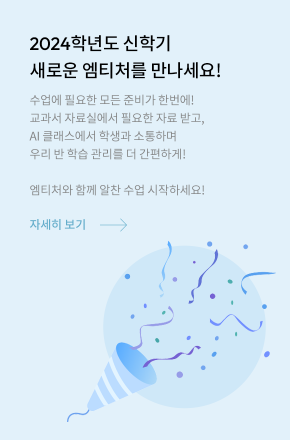 2024학년도 신학기
새로운 엠티처를 만나세요!
수업에 필요한 모든 준비가 한번에!
교과서 자료실에서 필요한 자료 받고,
AI 클래스에서 학생과 소통하며
우리 반 학습 관리를 더 간편하게!
엠티처와 함께 알찬 수업 시작하세요!
자세히 보기